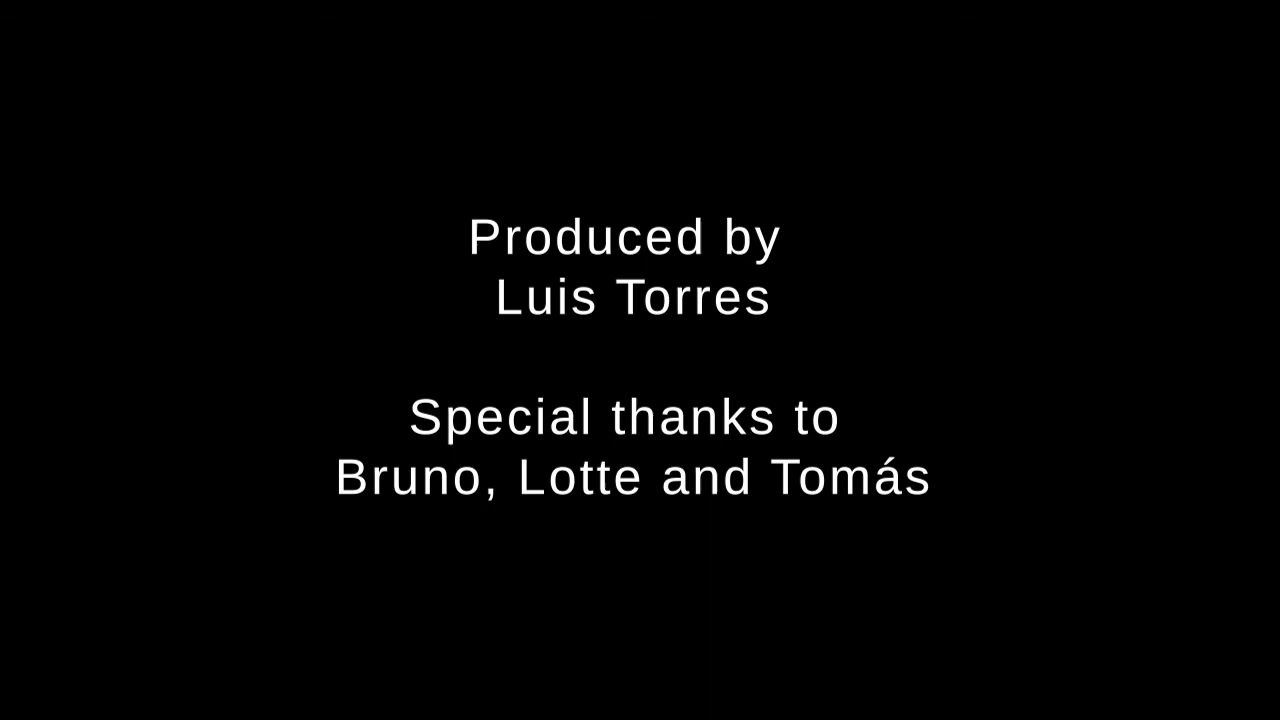 Produced by
Luis Torres
Special thanks to
Bruno, Lotte and Tomás